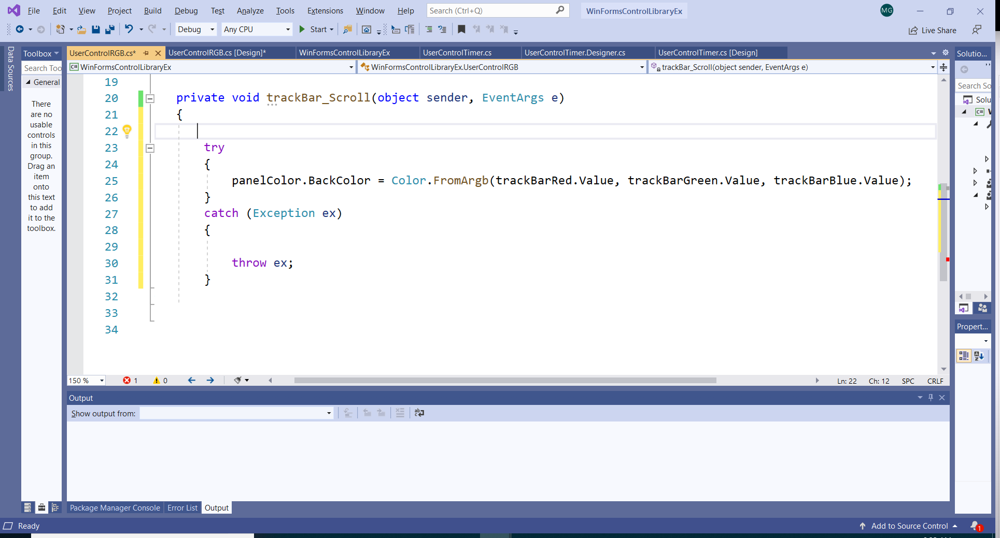 File Edit View Project Build Debug Test Analyze Tools Extensions Window Help Search (Ctrl+Q) WinFormsControlLibraryEx MG
Debug Any CPU Start Live Share
Data Sources
Toolbox
Search Too
General
There
are no
usable
controls
in this
group.
Drag an
item
onto
this text
to add
it to the
toolbox.
UserControlRGB.cs* UserControlRGB.cs [Design]* WinFormsControlLibraryEx UserControlTimer.cs UserControlTimer.Designer.cs UserControlTimer.cs [Design]
C# WinFormsControlLibraryEx WinFormsControlLibraryEx.UserControlRGB trackBar_Scroll(object sender, EventArgs e)
19
20 private void trackBar_Scroll(object sender, EventArgs e)
21 {
22
23 try
24 {
25 panelColor.BackColor = Color.FromArgb(trackBarRed.Value, trackBarGreen.Value, trackBarBlue.Value);
26 }
27 catch (Exception ex)
28 {
29
30 throw ex;
31 }
32
33
34
150 % 1 0 Ln: 22 Ch: 12 SPC CRLF
Output
Show output from:
Package Manager Console Error List Output
Solutio...
Search So
Solu
C#
Propert...
Ready Add to Source Control 1